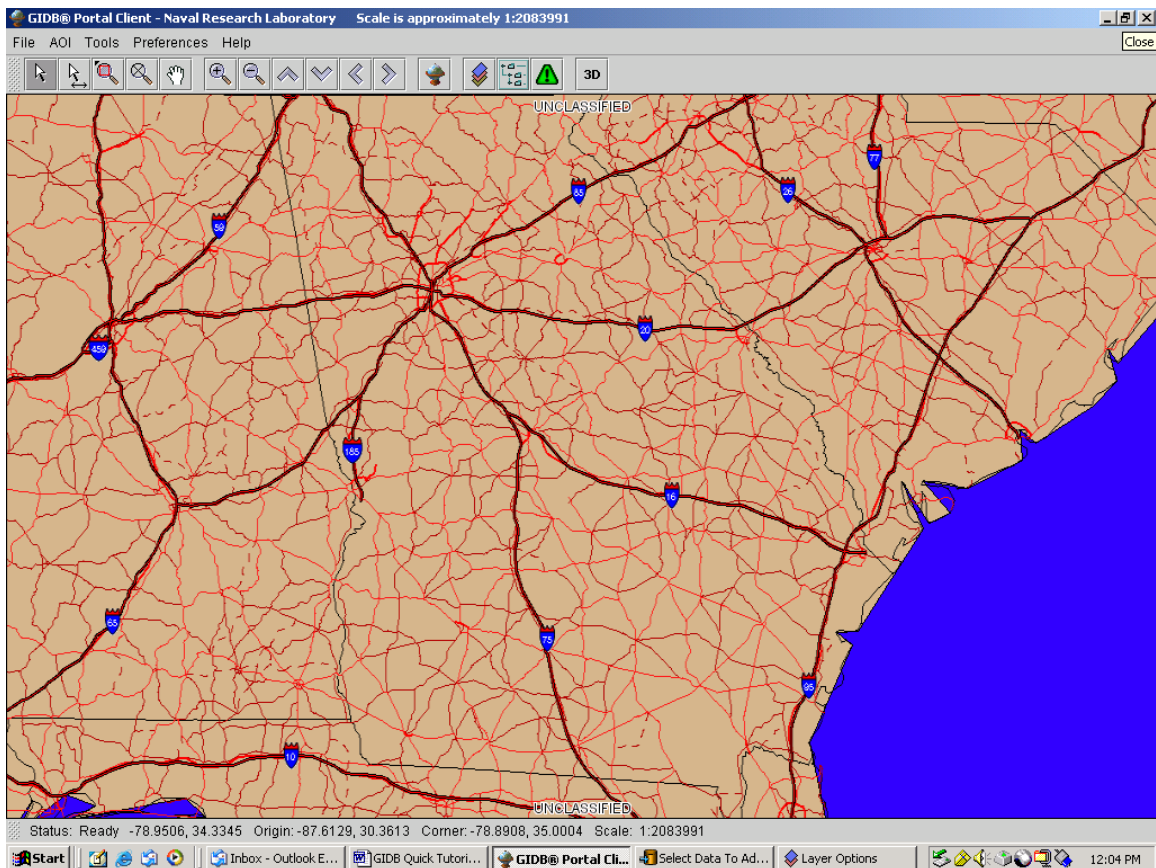 GIDB® Portal Client - Naval Research Laboratory Scale is approximately 1:2083991
File AOI Tools Preferences Help
Close
3D
UNCLASSIFIED
77
85
26
59
20
459
185
16
65
75
95
10
UNCLASSIFIED
Status: Ready -78.9506, 34.3345 Origin:-87.6129, 30.3613 Corner:-78.8908, 35.0004 Scale: 1:2083991
Start
Inbox - Outlook E...
GIDB Quick Tutori...
GIDB® Portal Cli...
Select Data To Ad...
Layer Options
12:04 PM